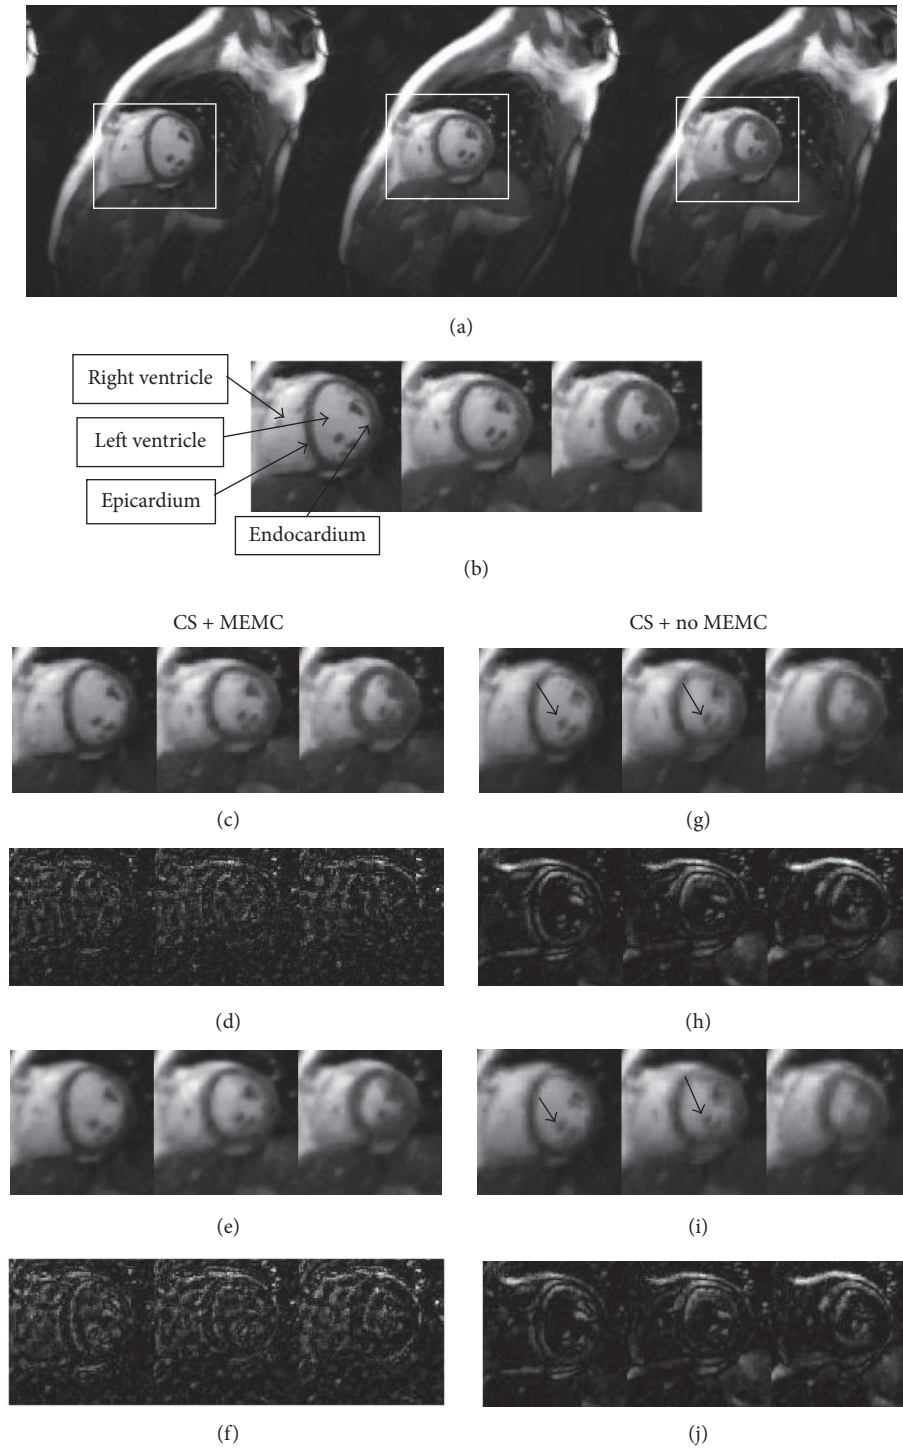 (a)
Right ventricle
Left ventricle
Epicardium
Endocardium
(b)
CS + MEMC
CS + no MEMC
(c)
(g)
(d)
(h)
(e)
(i)
(f)
(j)